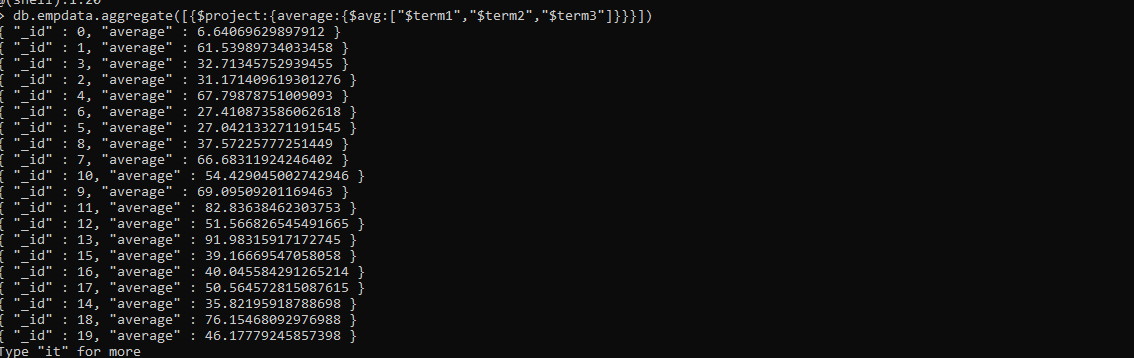 @(shell):1:20
> db.empdata.aggregate([{$project:{average:{$avg:["$term1","$term2","$term3"]}}}])
{ "_id" : 0, "average" : 6.64069629897912 }
{ "_id" : 1, "average" : 61.53989734033458 }
{ "_id" : 3, "average" : 32.71345752939455 }
{ "_id" : 2, "average" : 31.171409619301276 }
{ "_id" : 4, "average" : 67.79878751009093 }
{ "_id" : 6, "average" : 27.410873586062618 }
{ "_id" : 5, "average" : 27.042133271191545 }
{ "_id" : 8, "average" : 37.57225777251449 }
{ "_id" : 7, "average" : 66.68311924246402 }
{ "_id" : 10, "average" : 54.429045002742946 }
{ "_id" : 9, "average" : 69.09509201169463 }
{ "_id" : 11, "average" : 82.83638462303753 }
{ "_id" : 12, "average" : 51.566826545491665 }
{ "_id" : 13, "average" : 91.98315917172745 }
{ "_id" : 15, "average" : 39.16669547058058 }
{ "_id" : 16, "average" : 40.045584291265214 }
{ "_id" : 17, "average" : 50.564572815087615 }
{ "_id" : 14, "average" : 35.82195918788698 }
{ "_id" : 18, "average" : 76.15468092976988 }
{ "_id" : 19, "average" : 46.17779245857398 }
Type "it" for more